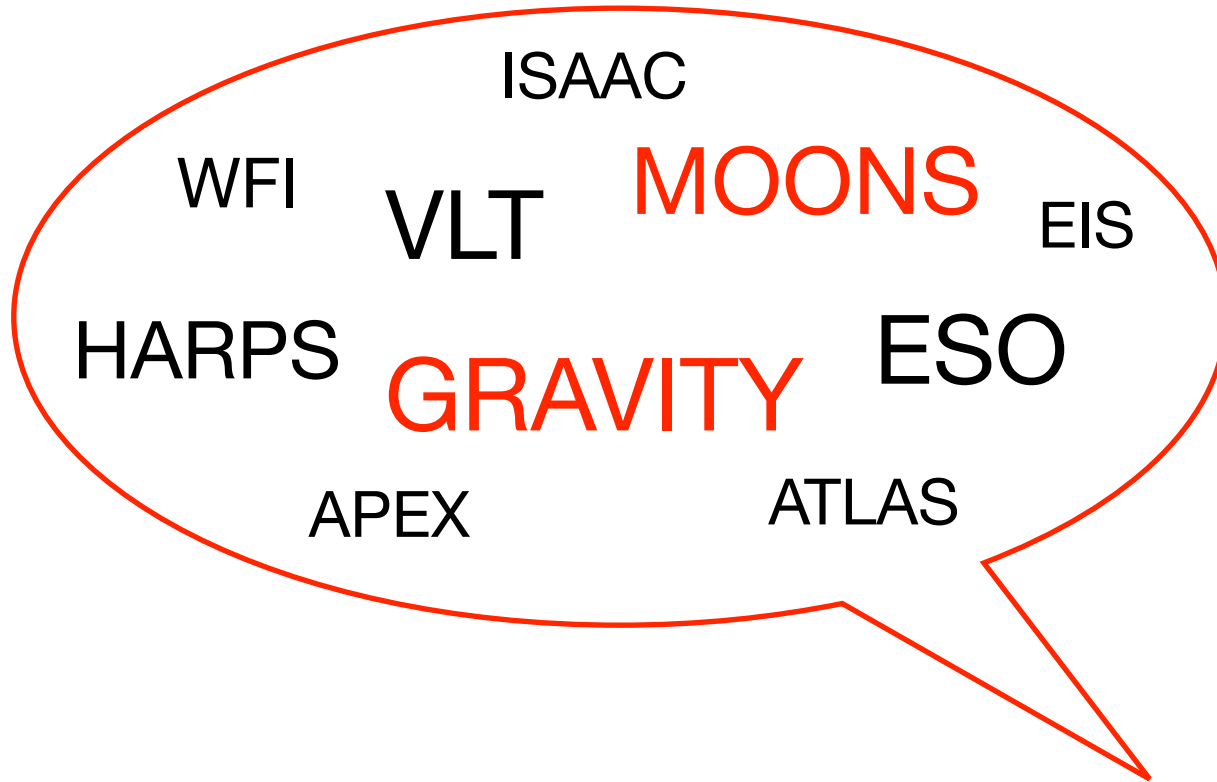 ISAAC
WFI
VLT
MOONS
EIS
HARPS
GRAVITY
ESO
APEX
ATLAS